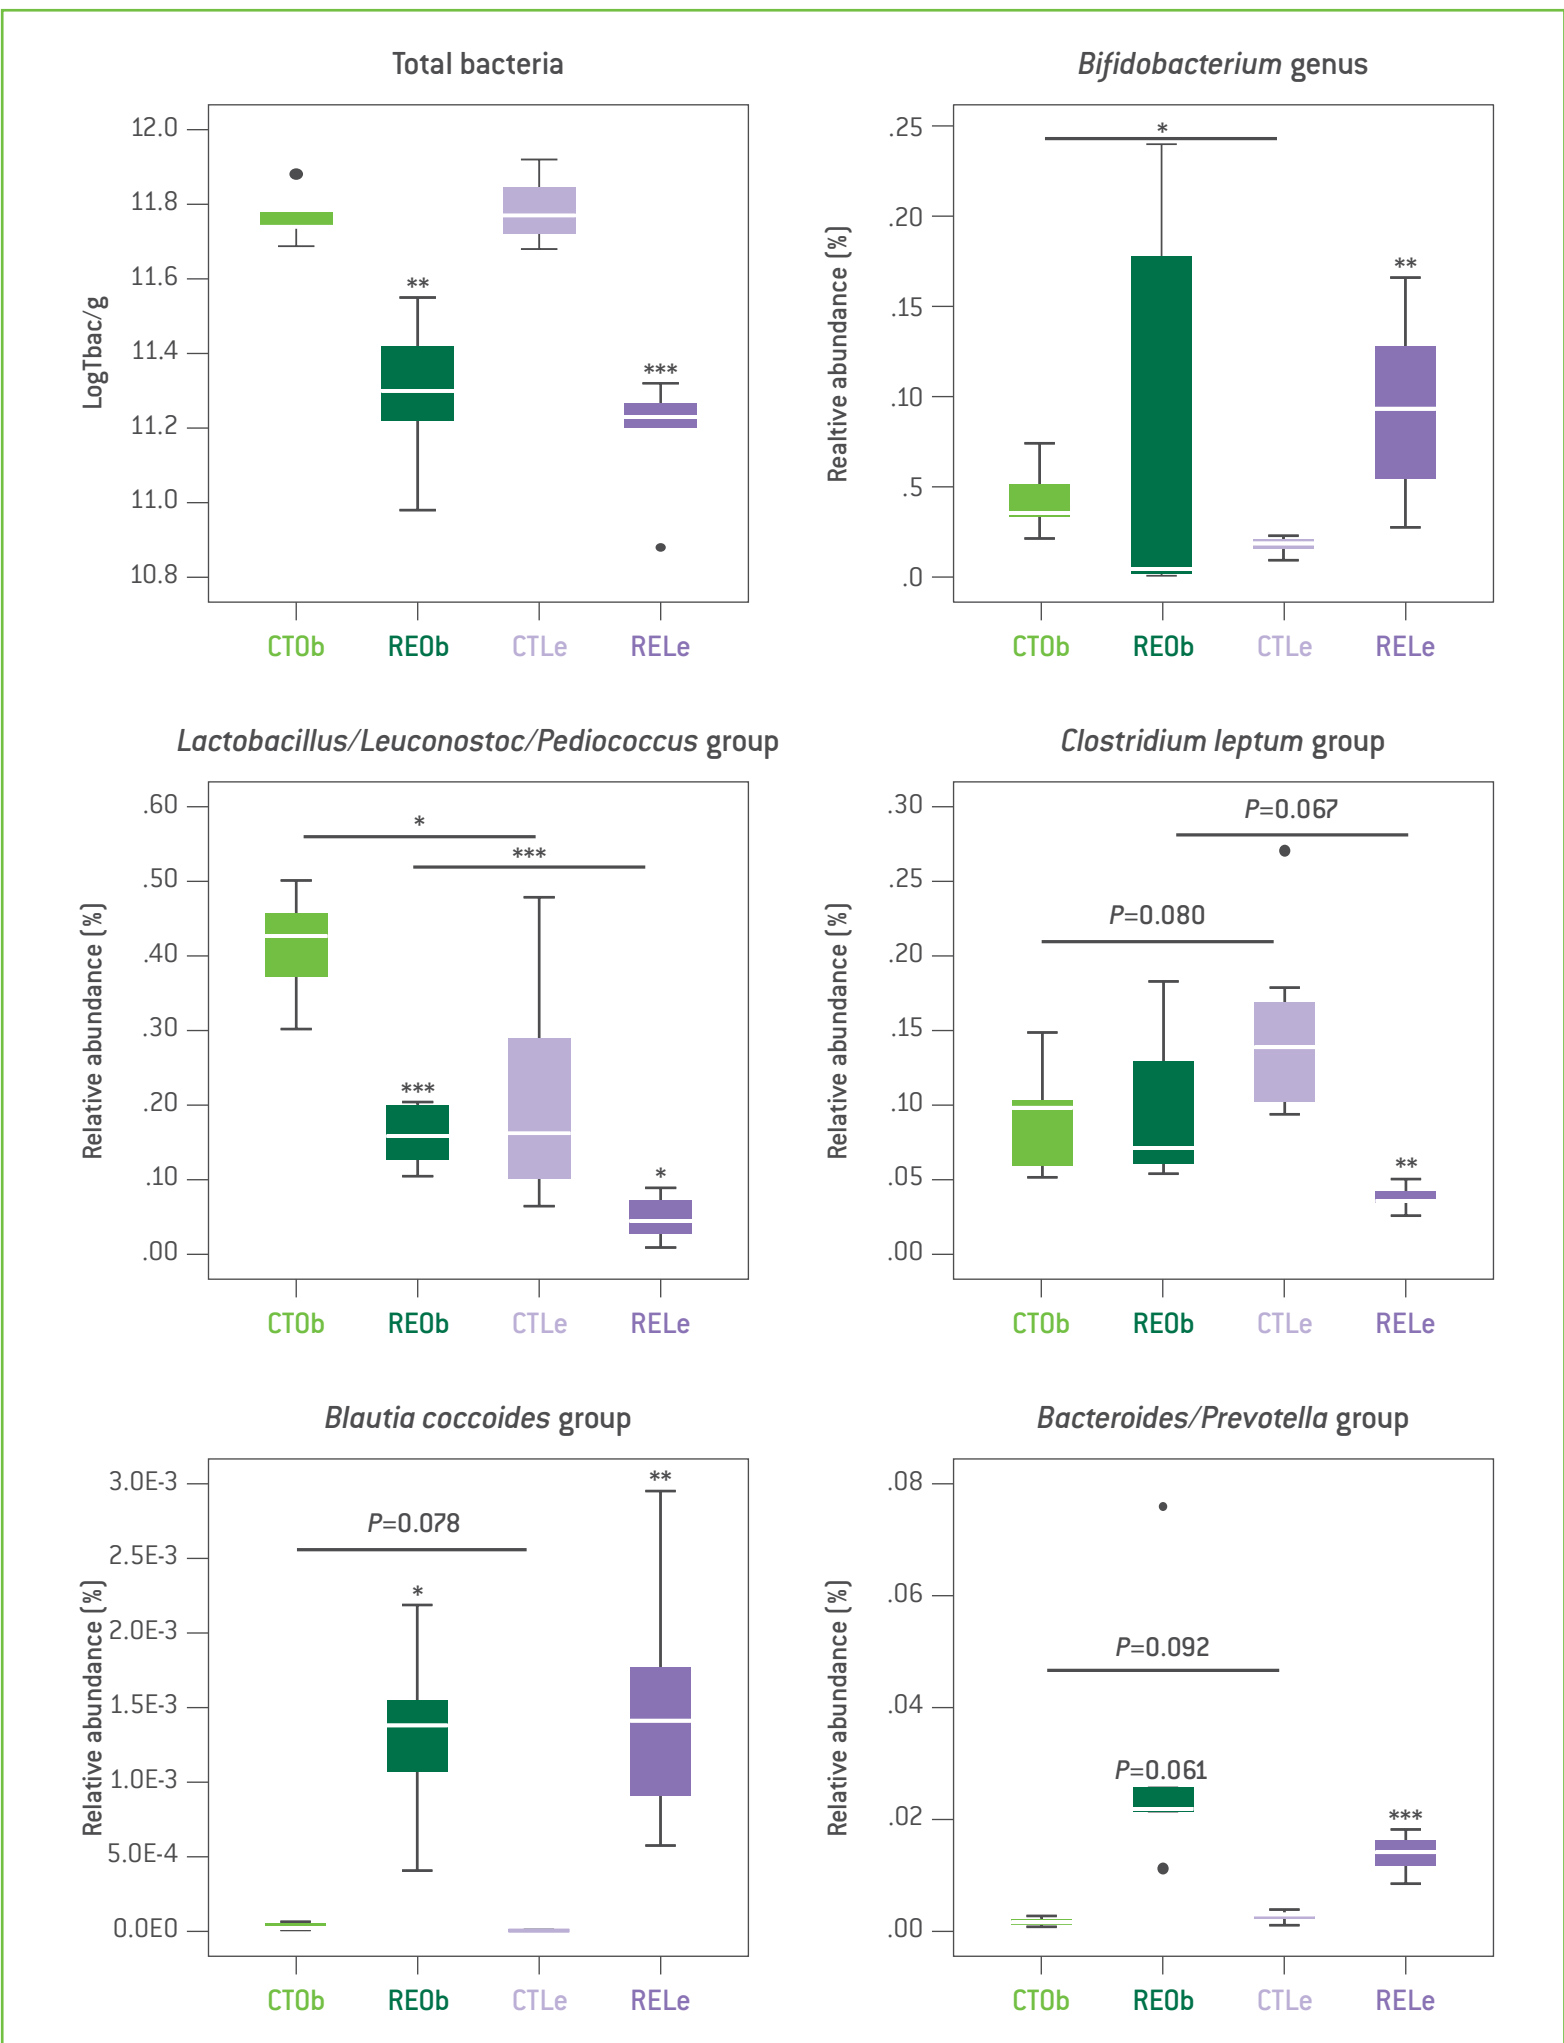 Total bacteria
12.0
11.8
11.6
11.4
11.2
11.0
10.8
LogTbac/g
**
***
CTOb REOb CTLe RELe
Bifidobacterium genus
.25
.20
.15
.10
.5
.0
Realtive abundance (%)
*
**
CTOb REOb CTLe RELe
Lactobacillus/Leuconostoc/Pediococcus group
.60
.50
.40
.30
.20
.10
.00
Relative abundance (%)
*
***
***
*
CTOb REOb CTLe RELe
Clostridium leptum group
.30
.25
.20
.15
.10
.05
.00
Relative abundance (%)
P=0.067
P=0.080
**
CTOb REOb CTLe RELe
Blautia coccoides group
3.0E-3
2.5E-3
2.0E-3
1.5E-3
1.0E-3
5.0E-4
0.0E0
Relative abundance (%)
**
P=0.078
*
CTOb REOb CTLe RELe
Bacteroides/Prevotella group
.08
.06
.04
.02
.00
Relative abundance (%)
P=0.092
P=0.061
***
CTOb REOb CTLe RELe